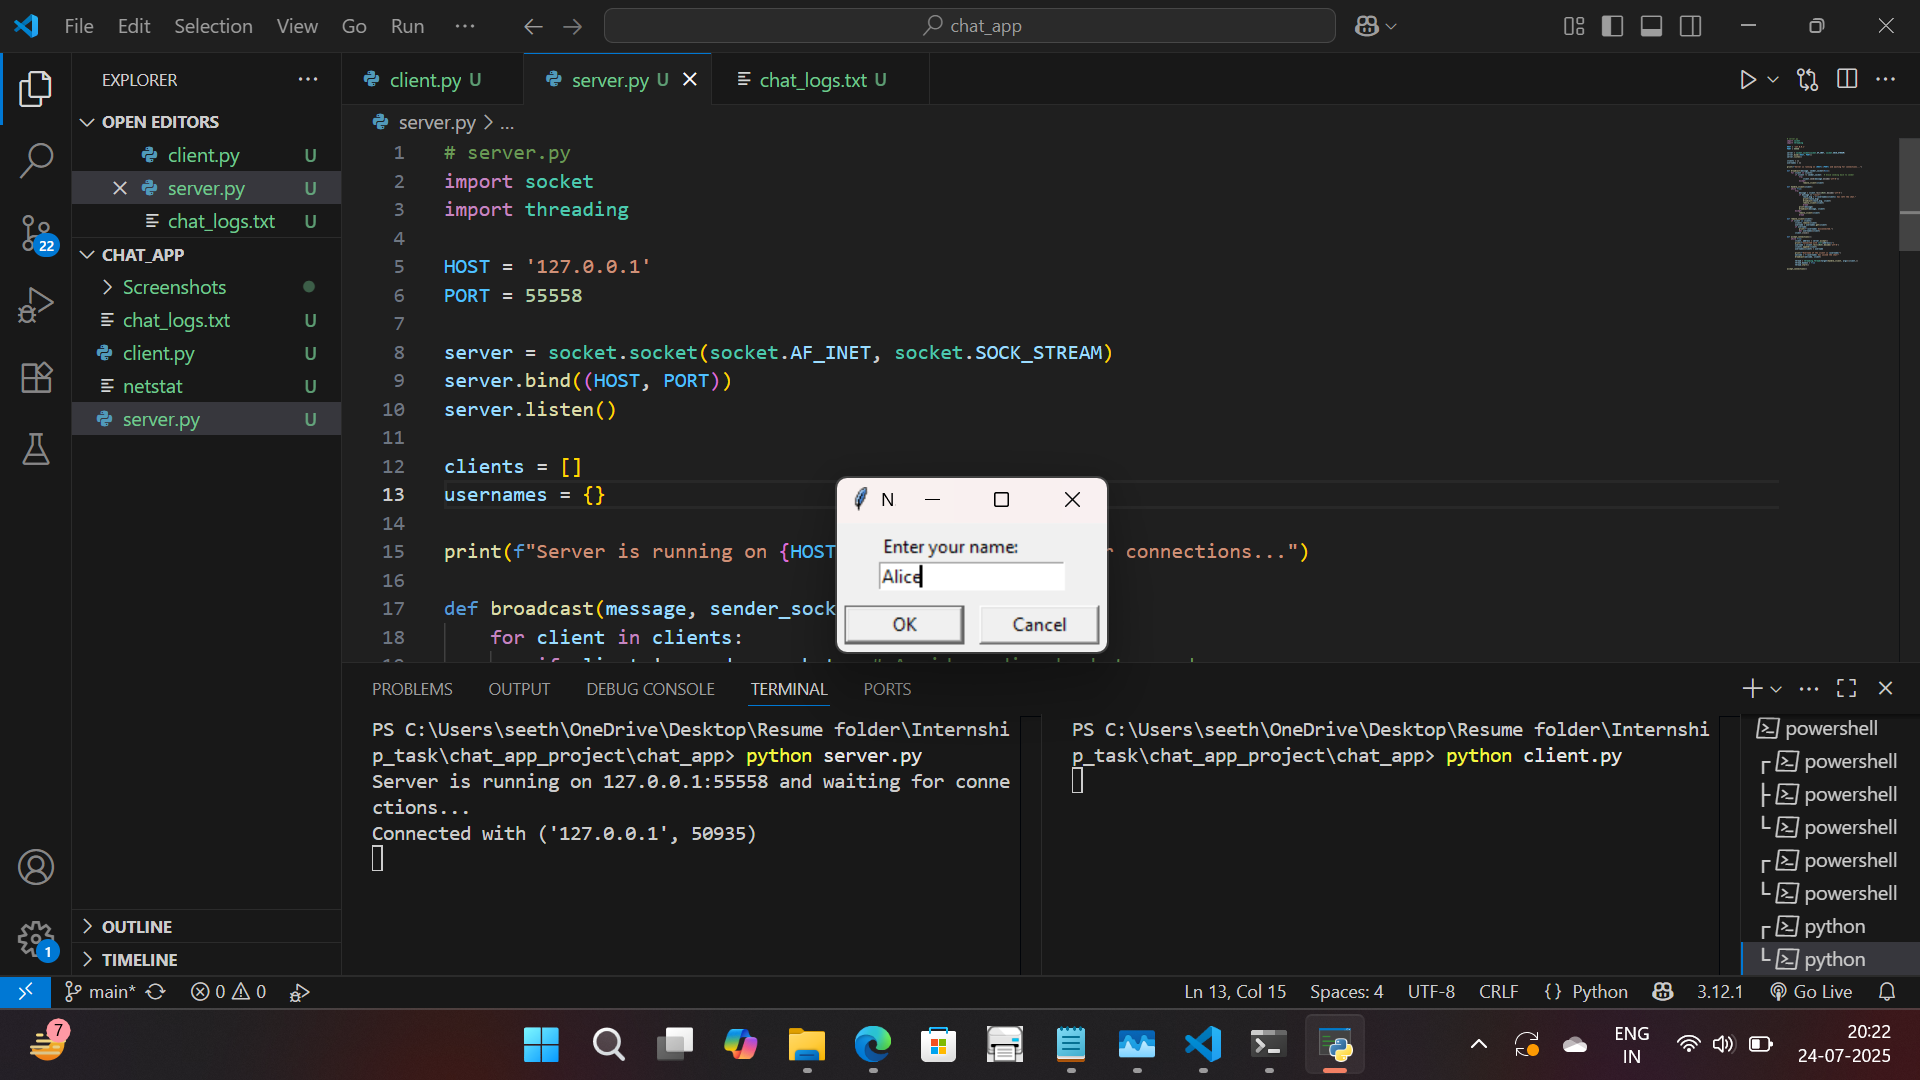 File Edit Selection View Go Run ...
chat_app
EXPLORER
OPEN EDITORS
client.py U
server.py U
chat_logs.txt U
22
CHAT_APP
Screenshots
chat_logs.txt U
client.py U
netstat U
server.py U
OUTLINE
TIMELINE
1
client.py U
server.py U
chat_logs.txt U
server.py > ...
1 # server.py
2 import socket
3 import threading
4
5 HOST = '127.0.0.1'
6 PORT = 55558
7
8 server = socket.socket(socket.AF_INET, socket.SOCK_STREAM)
9 server.bind((HOST, PORT))
10 server.listen()
11
12 clients = []
13 usernames = {}
14
15 print(f"Server is running on {HOST r connections...")
16
17 def broadcast(message, sender_sock
18 for client in clients:
N
Enter your name:
Alice
OK Cancel
PROBLEMS OUTPUT DEBUG CONSOLE TERMINAL PORTS
PS C:\Users\seeth\OneDrive\Desktop\Resume folder\Internshi
p_task\chat_app_project\chat_app> python server.py
Server is running on 127.0.0.1:55558 and waiting for conne
ctions...
Connected with ('127.0.0.1', 50935)
PS C:\Users\seeth\OneDrive\Desktop\Resume folder\Internshi
p_task\chat_app_project\chat_app> python client.py
powershell
powershell
powershell
powershell
powershell
powershell
python
python
main* 0 0
Ln 13, Col 15 Spaces: 4 UTF-8 CRLF {} Python 3.12.1 Go Live
7
ENG
IN
20:22
24-07-2025